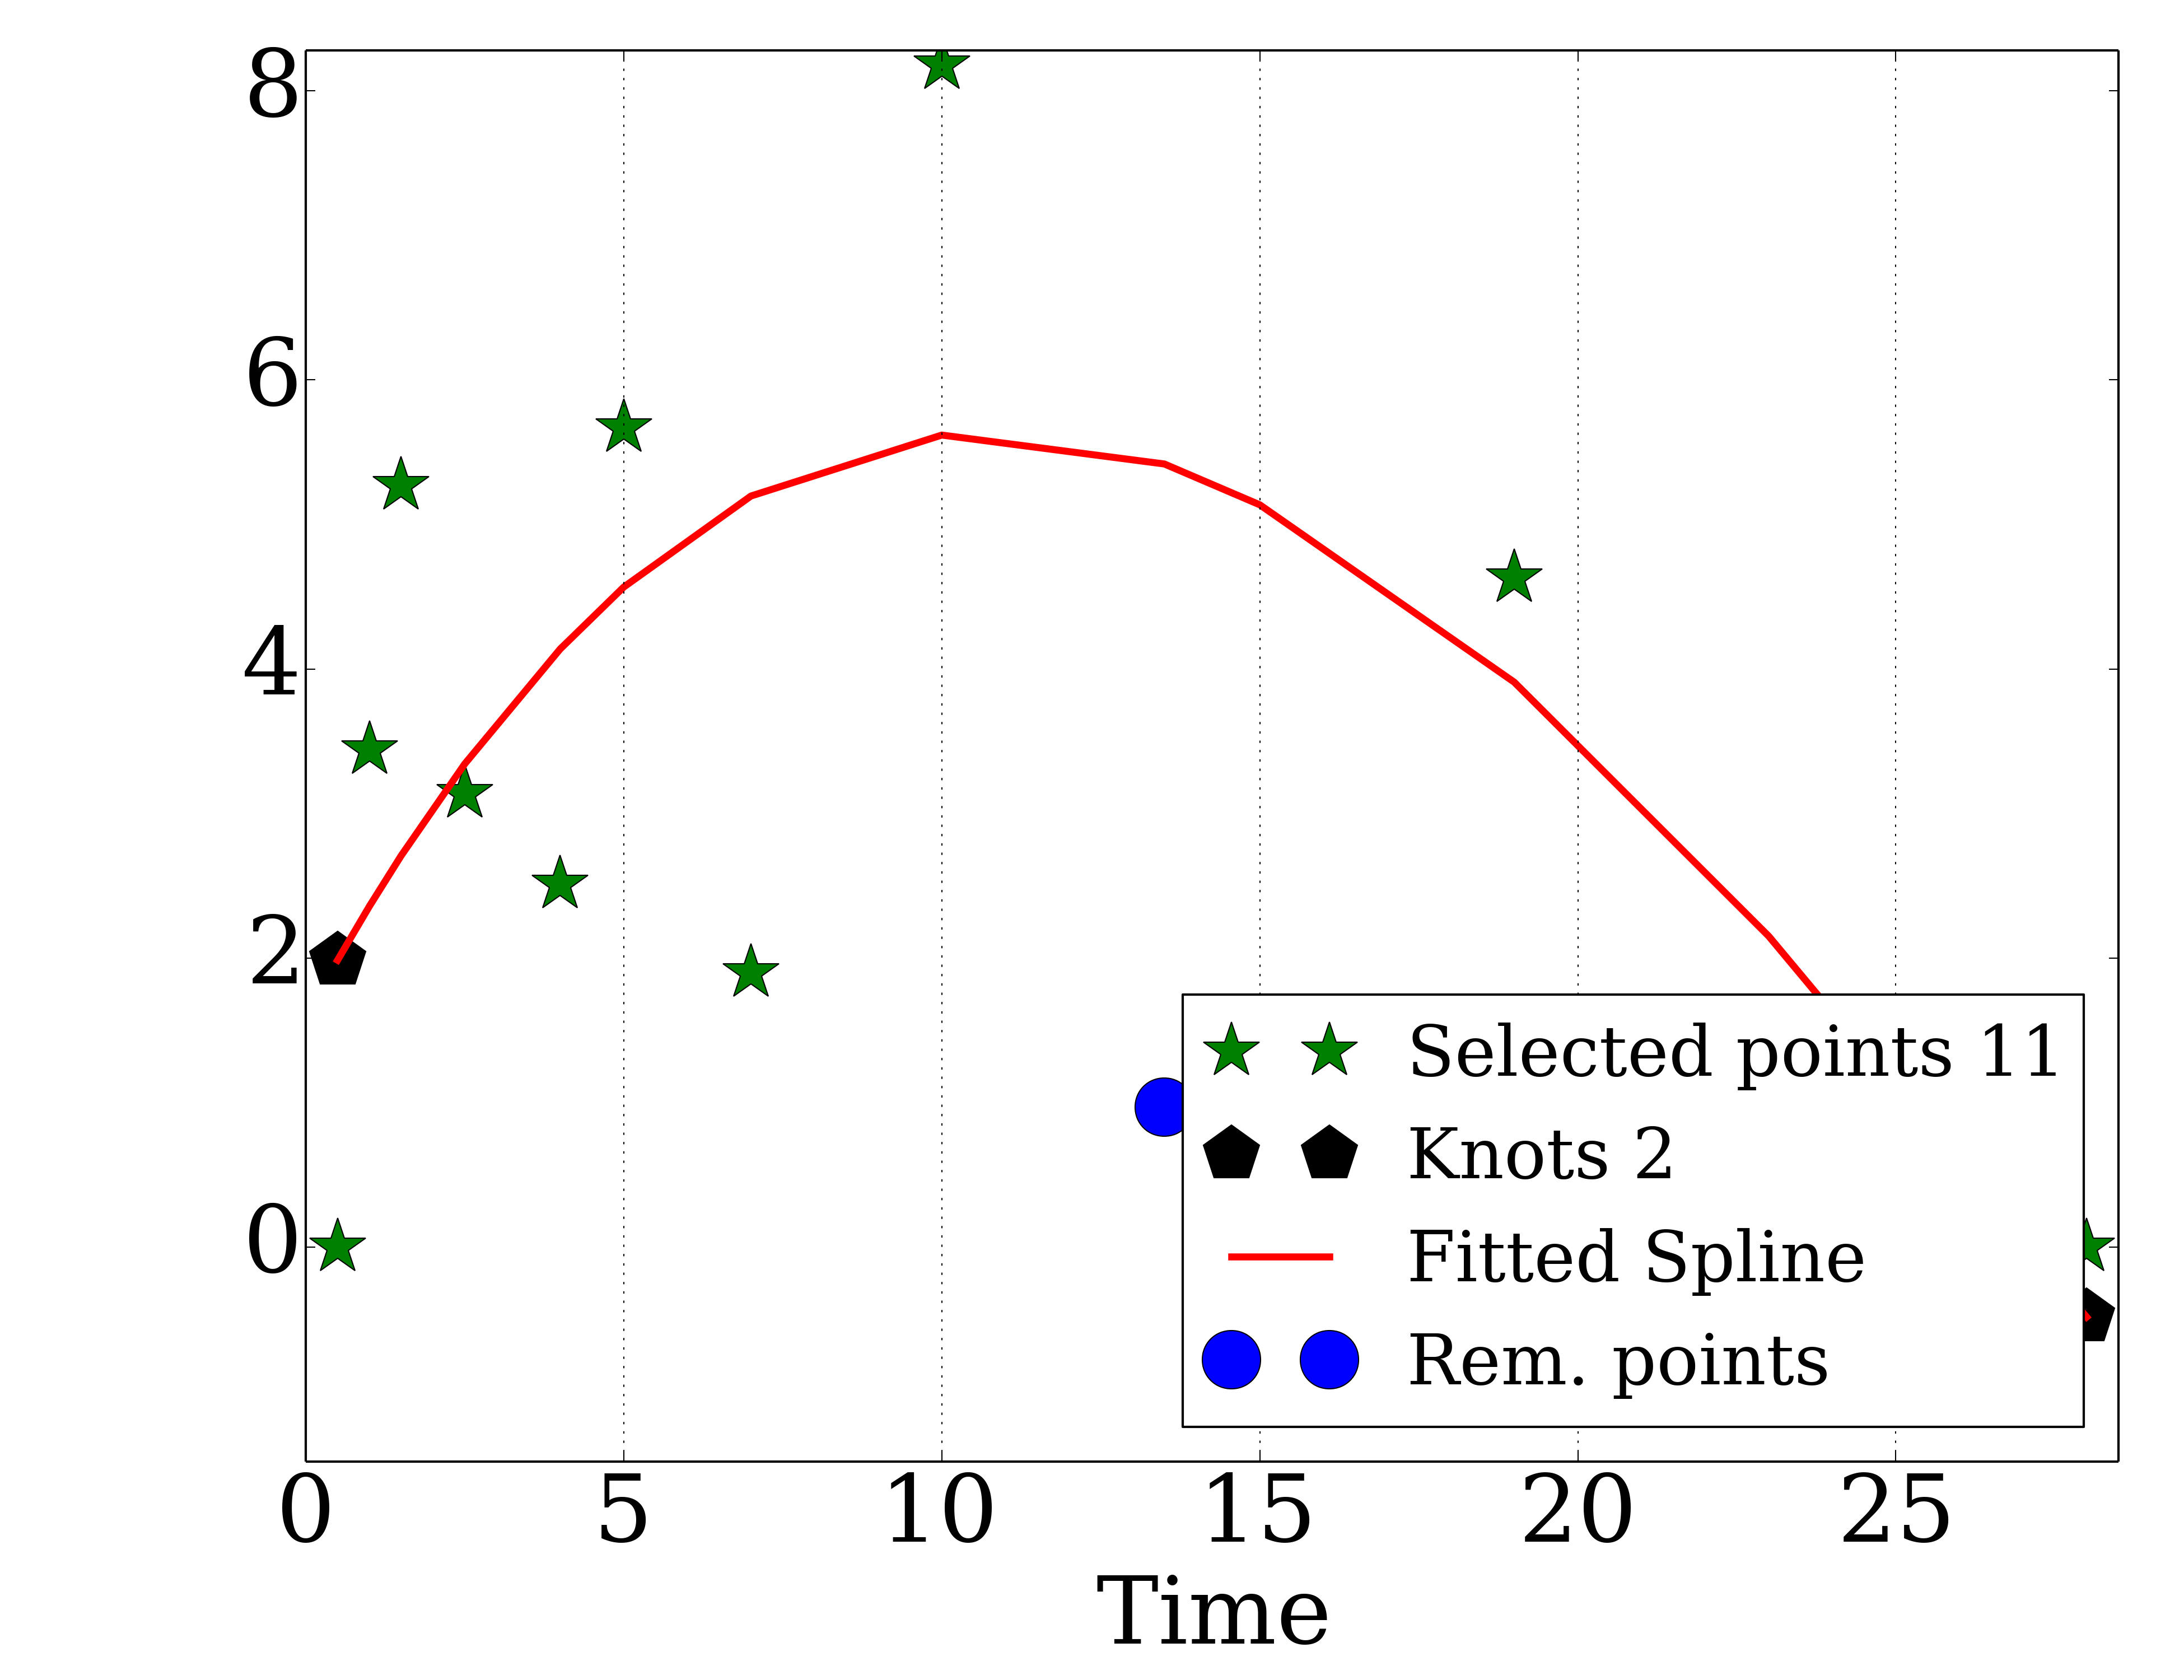 8
6
4
2
0
Selected points 11
Knots 2
Fitted Spline
Rem. points
0 5 10 15 20 25
Time